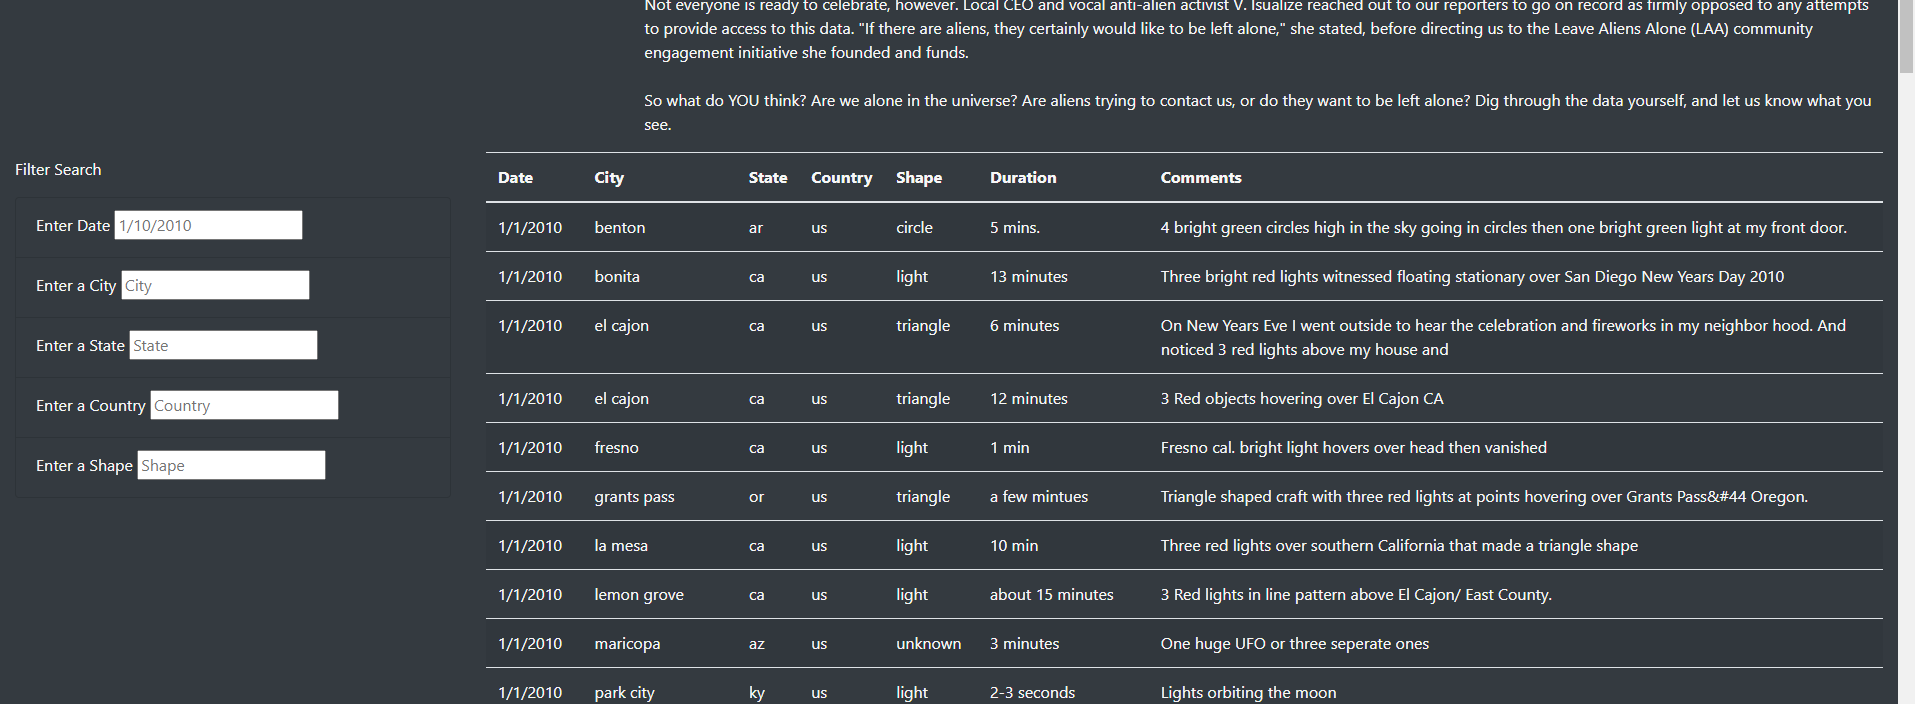 Not everyone is ready to celebrate, however. Local CEO and vocal anti-alien activist V. Isualize reached out to our reporters to go on record as firmly opposed to any attempts
to provide access to this data. "If there are aliens, they certainly would like to be left alone," she stated, before directing us to the Leave Aliens Alone (LAA) community
engagement initiative she founded and funds.
So what do YOU think? Are we alone in the universe? Are aliens trying to contact us, or do they want to be left alone? Dig through the data yourself, and let us know what you
see.
Filter Search
Enter Date 1/10/2010
Enter a City City
Enter a State State
Enter a Country Country
Enter a Shape Shape
Date City State Country Shape Duration Comments
1/1/2010 benton ar us circle 5 mins. 4 bright green circles high in the sky going in circles then one bright green light at my front door.
1/1/2010 bonita ca us light 13 minutes Three bright red lights witnessed floating stationary over San Diego New Years Day 2010
1/1/2010 el cajon ca us triangle 6 minutes On New Years Eve I went outside to hear the celebration and fireworks in my neighbor hood. And
noticed 3 red lights above my house and
1/1/2010 el cajon ca us triangle 12 minutes 3 Red objects hovering over El Cajon CA
1/1/2010 fresno ca us light 1 min Fresno cal. bright light hovers over head then vanished
1/1/2010 grants pass or us triangle a few mintues Triangle shaped craft with three red lights at points hovering over Grants Pass&#44 Oregon.
1/1/2010 la mesa ca us light 10 min Three red lights over southern California that made a triangle shape
1/1/2010 lemon grove ca us light about 15 minutes 3 Red lights in line pattern above El Cajon/ East County.
1/1/2010 maricopa az us unknown 3 minutes One huge UFO or three seperate ones
1/1/2010 park city ky us light 2-3 seconds Lights orbiting the moon